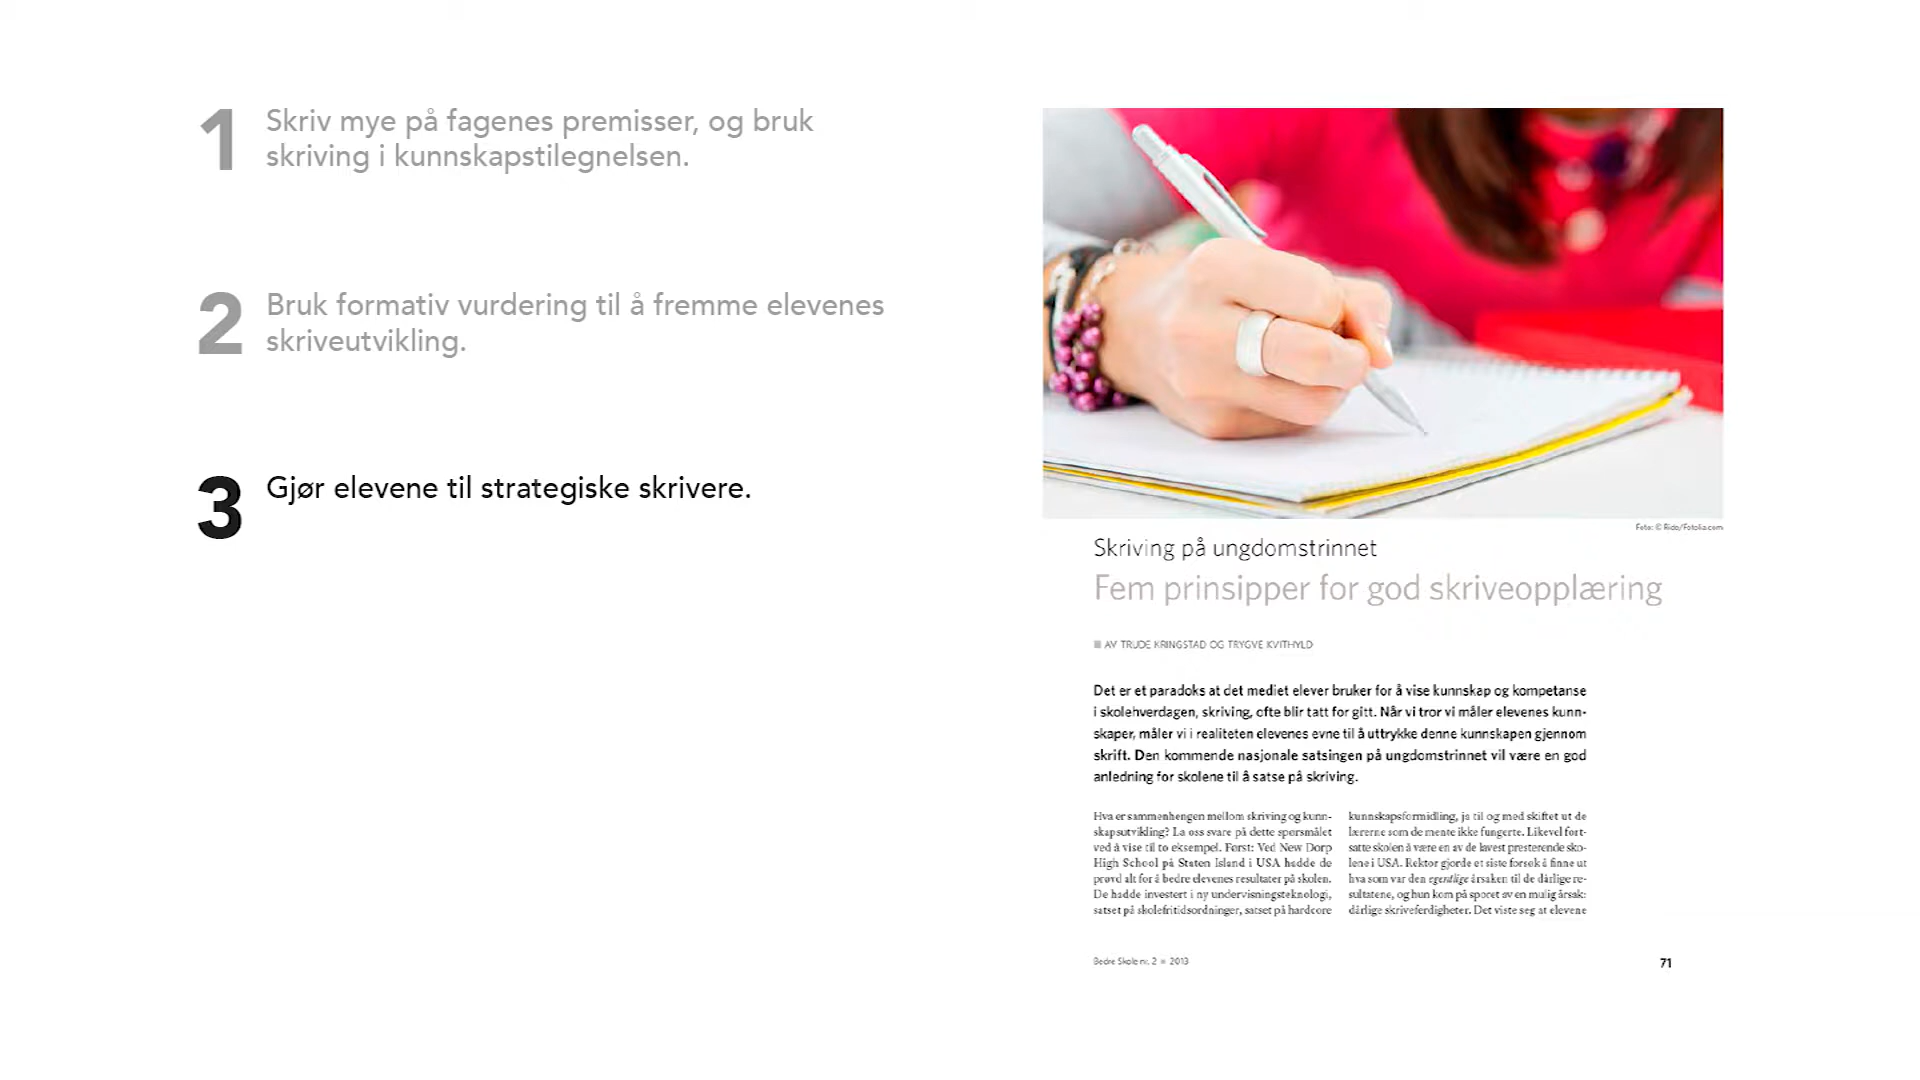 1 Skriv mye på fagenes premisser, og bruk
skriving i kunnskapstilegnelsen.
2 Bruk formativ vurdering til å fremme elevenes
skriveutvikling.
3 Gjør elevene til strategiske skrivere.
Foto: © Rido/Fotolia.com
Skriving på ungdomstrinnet
Fem prinsipper for god skriveopplæring
AV TRUDE KRINGSTAD OG TRYGVE KVITHYLD
Det er et paradoks at det mediet elever bruker for å vise kunnskap og kompetanse
i skolehverdagen, skriving, ofte blir tatt for gitt. Når vi tror vi måler elevenes kunn-
skaper, måler vi i realiteten elevenes evne til å uttrykke denne kunnskapen gjennom
skrift. Den kommende nasjonale satsingen på ungdomstrinnet vil være en god
anledning for skolene til å satse på skriving.
Hva er sammenhengen mellom skriving og kunn-
skapsutvikling? La oss svare på dette spørsmålet
ved å vise til to eksempel. Først: Ved New Dorp
High School på Staten Island i USA hadde de
prøvd alt for å bedre elevenes resultater på skolen.
De hadde investert i ny undervisningsteknologi,
satset på skolefritidsordninger, satset på hardcore
kunnskapsformidling, ja til og med skiftet ut de
lærerne som de mente ikke fungerte. Likevel fort-
satte skolen å være en av de lavest presterende sko-
lene i USA. Rektor gjorde et siste forsøk å finne ut
hva som var den egentlige årsaken til de dårlige re-
sultatene, og hun kom på sporet av en mulig årsak:
dårlige skriveferdigheter. Det viste seg at elevene
Bedre Skole nr. 2 ■ 2013
71